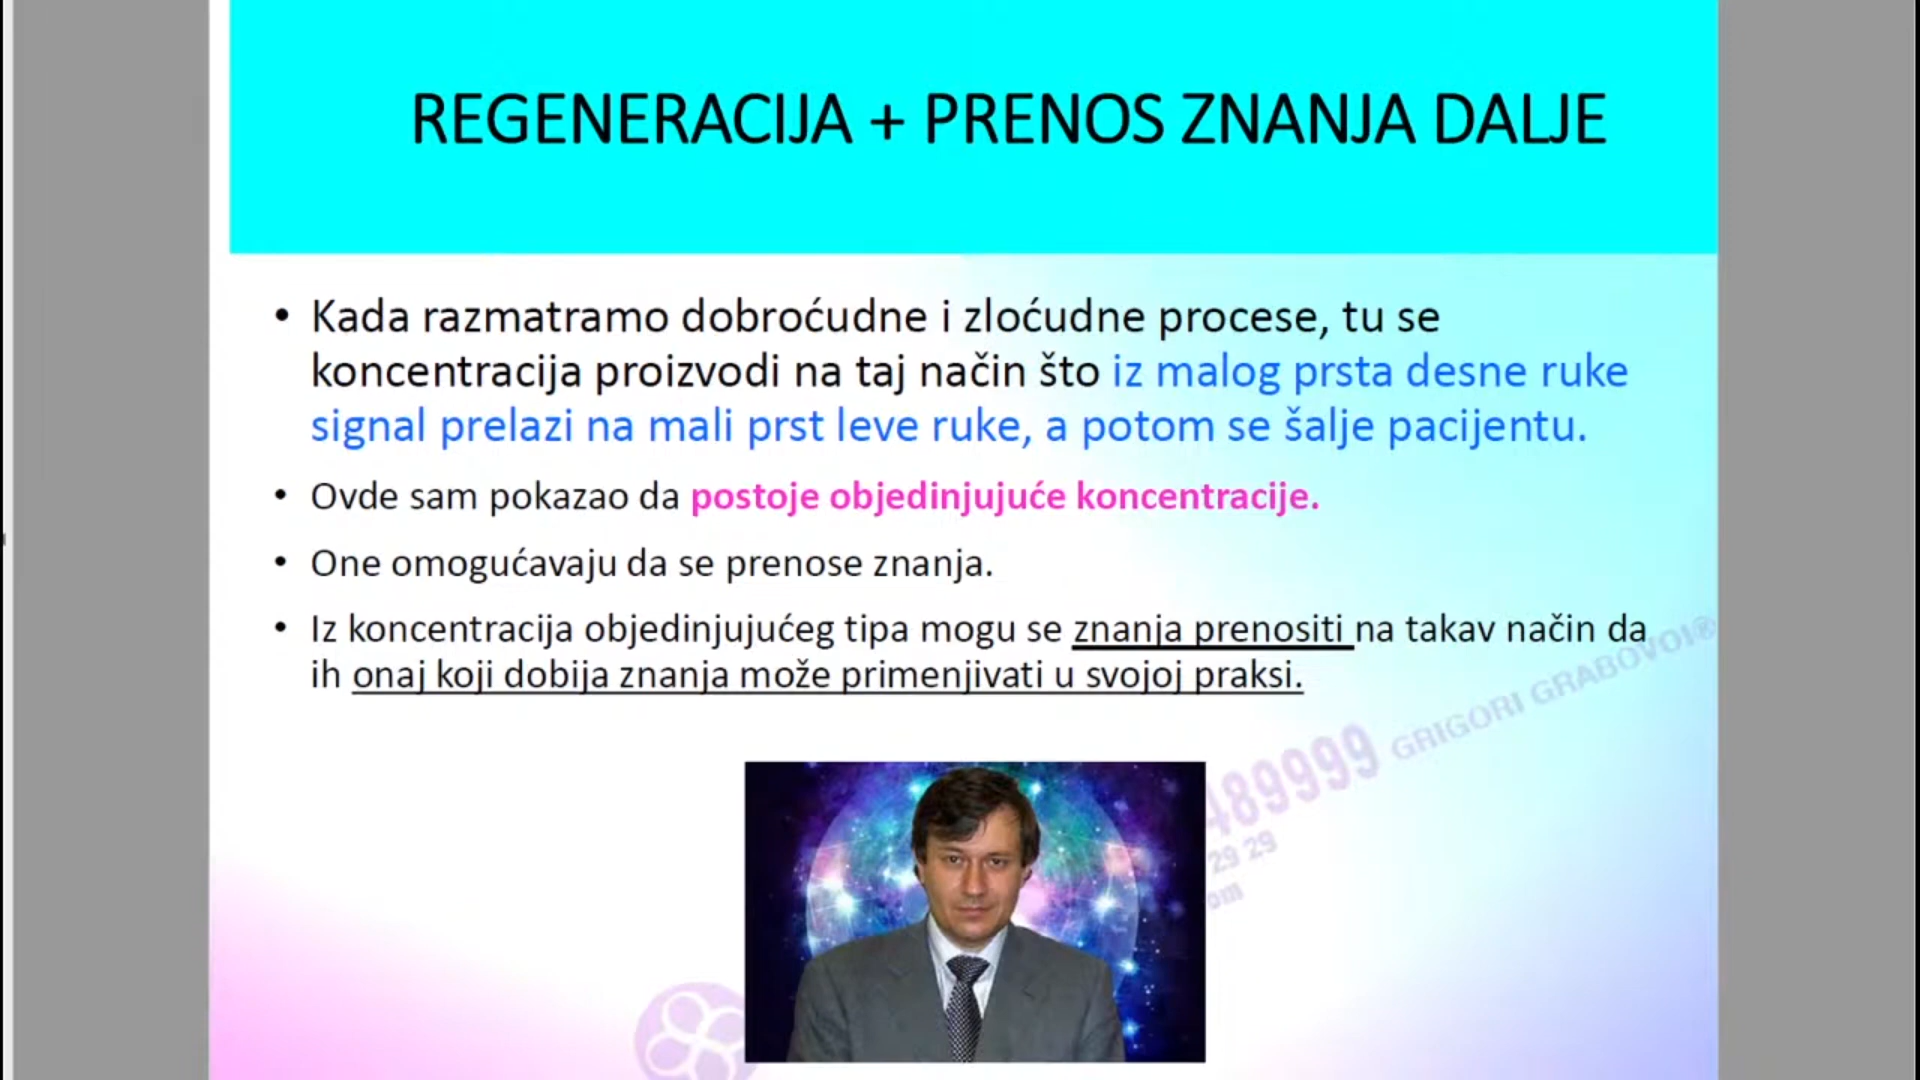 REGENERACIJA + PRENOS ZNANJA DALJE
• Kada razmatramo dobroćudne i zloćudne procese, tu se
koncentracija proizvodi na taj način što iz malog prsta desne ruke
signal prelazi na mali prst leve ruke, a potom se šalje pacijentu.
• Ovde sam pokazao da postoje objedinjujuće koncentracije.
• One omogućavaju da se prenose znanja.
• Iz koncentracija objedinjujućeg tipa mogu se znanja prenositi na takav način da
ih onaj koji dobija znanja može primenjivati u svojoj praksi.
489999 GRIGORI GRABOVOI®
29 29
om